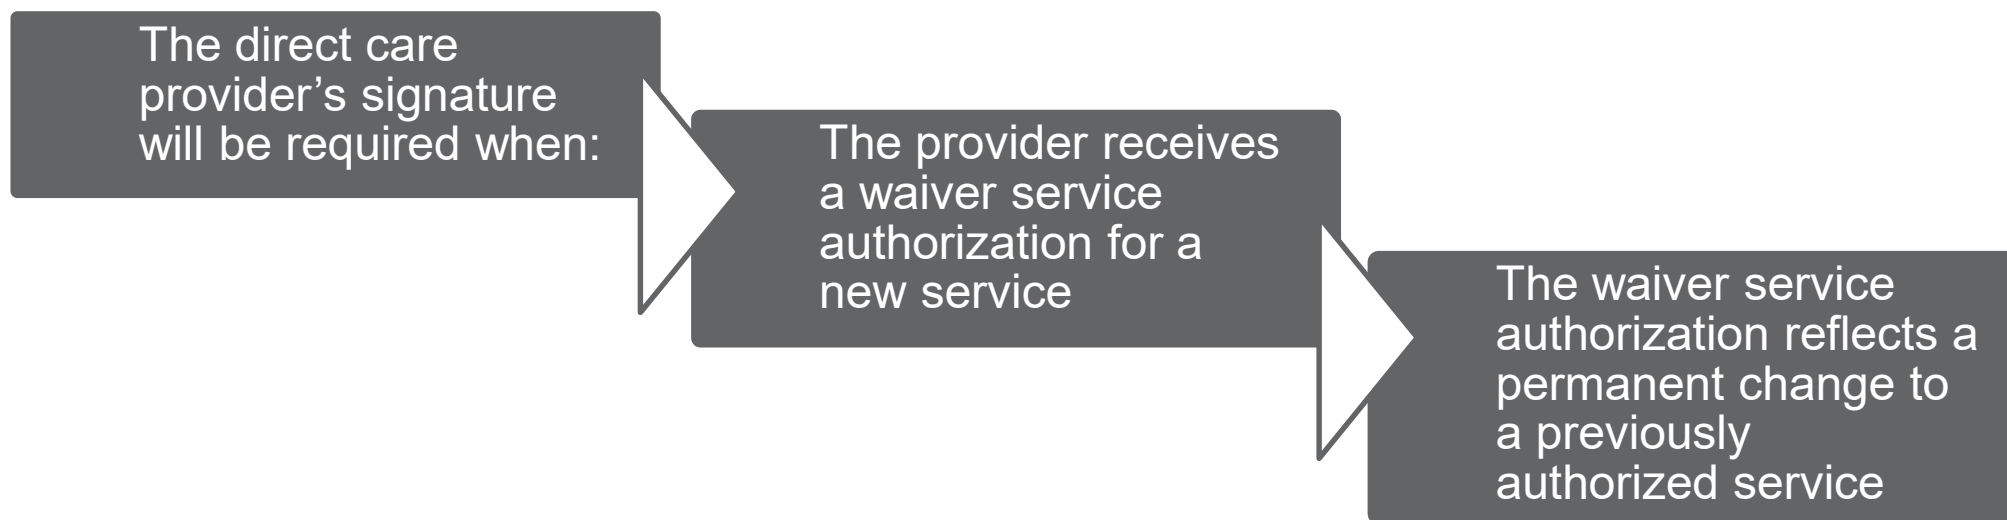 The direct care
provider’s signature
will be required when:
The provider receives
a waiver service
authorization for a
new service
The waiver service
authorization reflects a
permanent change to
a previously
authorized service